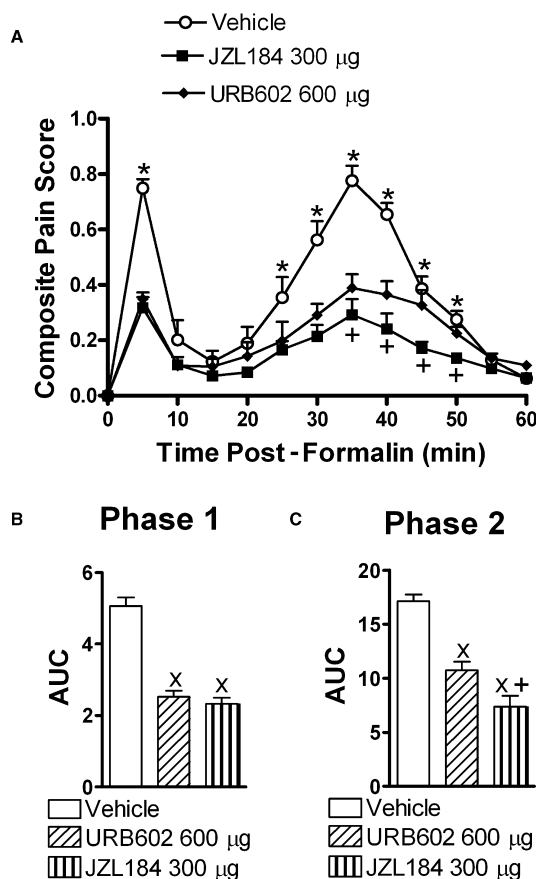 A
Vehicle
JZL184 300 μg
URB602 600 μg
1.0
0.8
0.6
0.4
0.2
0.0
Composite Pain Score
* * * * * * *
+ + + +
0 10 20 30 40 50 60
Time Post-Formalin (min)
B Phase 1
6
4
2
0
AUC
X X
Vehicle
URB602 600 μg
JZL184 300 μg
C Phase 2
20
15
10
5
0
AUC
X
X +
Vehicle
URB602 600 μg
JZL184 300 μg